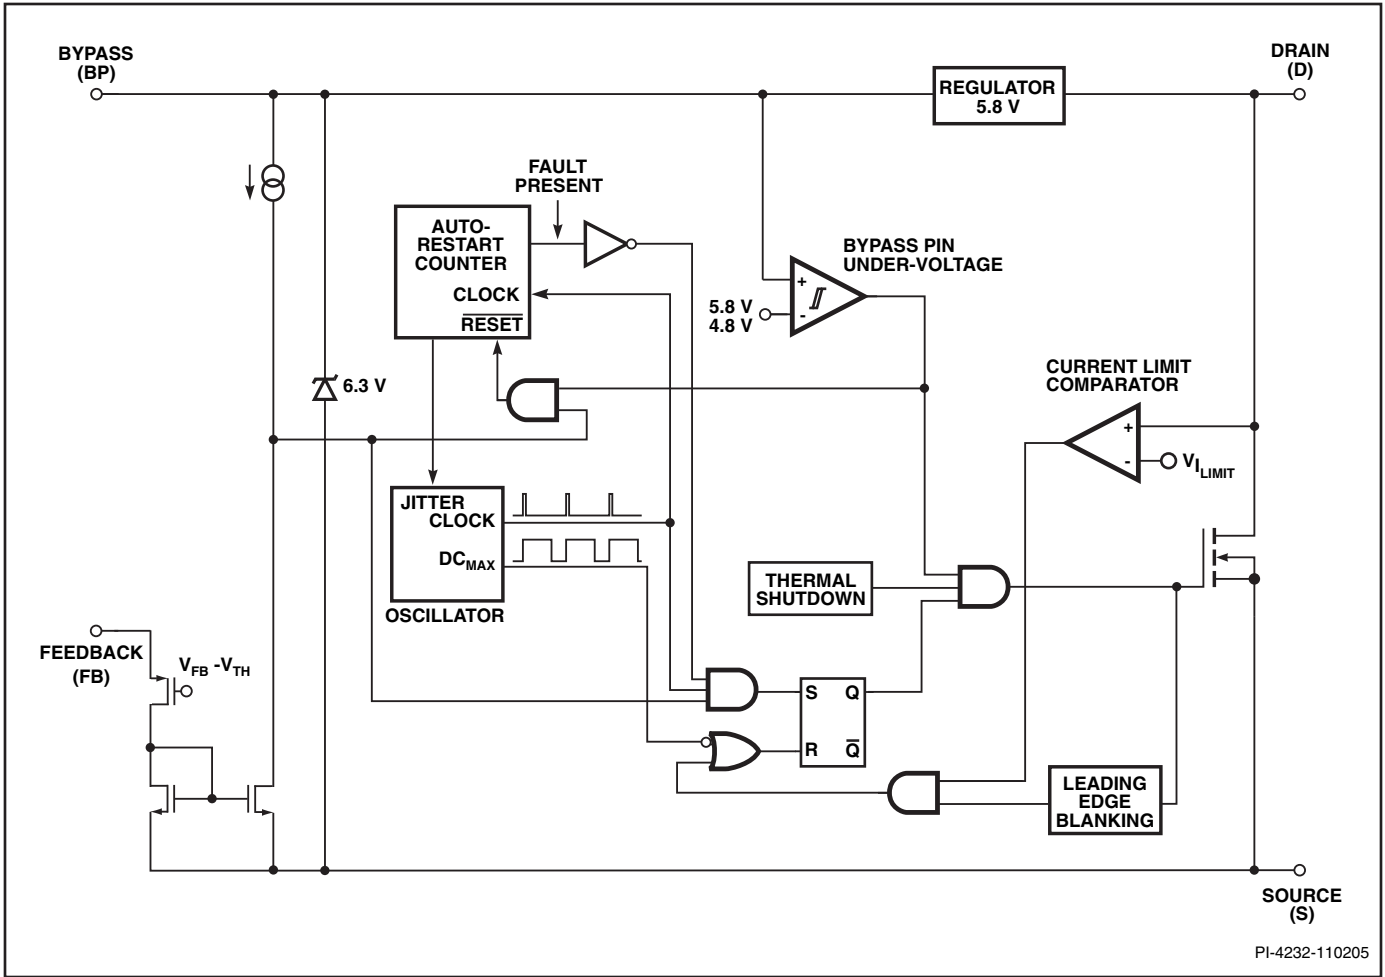 BYPASS
(BP)
DRAIN
(D)
REGULATOR
5.8 V
FAULT
PRESENT
AUTO-
RESTART
COUNTER
CLOCK
RESET
BYPASS PIN
UNDER-VOLTAGE
+
-
5.8 V
4.8 V
6.3 V
CURRENT LIMIT
COMPARATOR
+
-
VILIMIT
JITTER
CLOCK
DCMAX
OSCILLATOR
THERMAL
SHUTDOWN
FEEDBACK
(FB)
VFB -VTH
S Q
R Q
LEADING
EDGE
BLANKING
SOURCE
(S)
PI-4232-110205